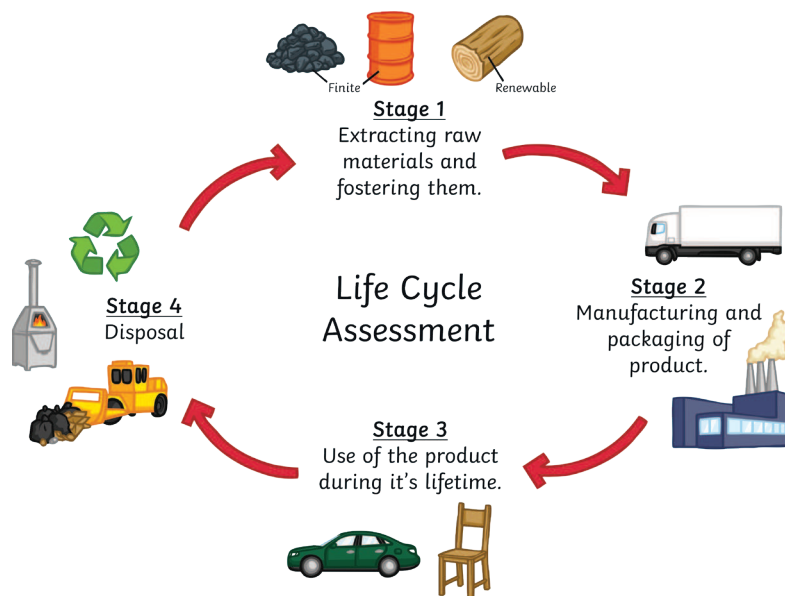 Finite
Renewable
Stage 1
Extracting raw
materials and
fostering them.
Stage 2
Manufacturing and
packaging of
product.
Life Cycle
Assessment
Stage 3
Use of the product
during it's lifetime.
Stage 4
Disposal